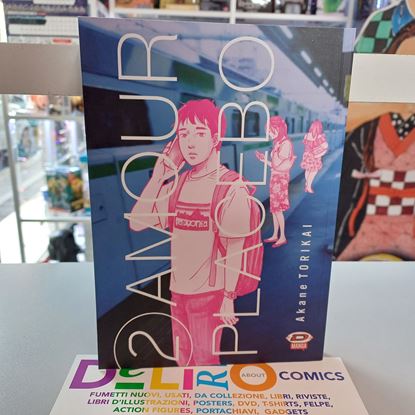 AMOUR
PLACEBO
2
Akane TORIKAI
D
MANGA
DELIRO ABOUT COMICS
FUMETTI NUOVI, USATI, DA COLLEZIONE, LIBRI, RIVISTE,
LIBRI D'ILLUSTRAZIONI, POSTERS, DVD, T-SHIRTS, FELPE,
ACTION FIGURES, PORTACHIAVI, GADGETS